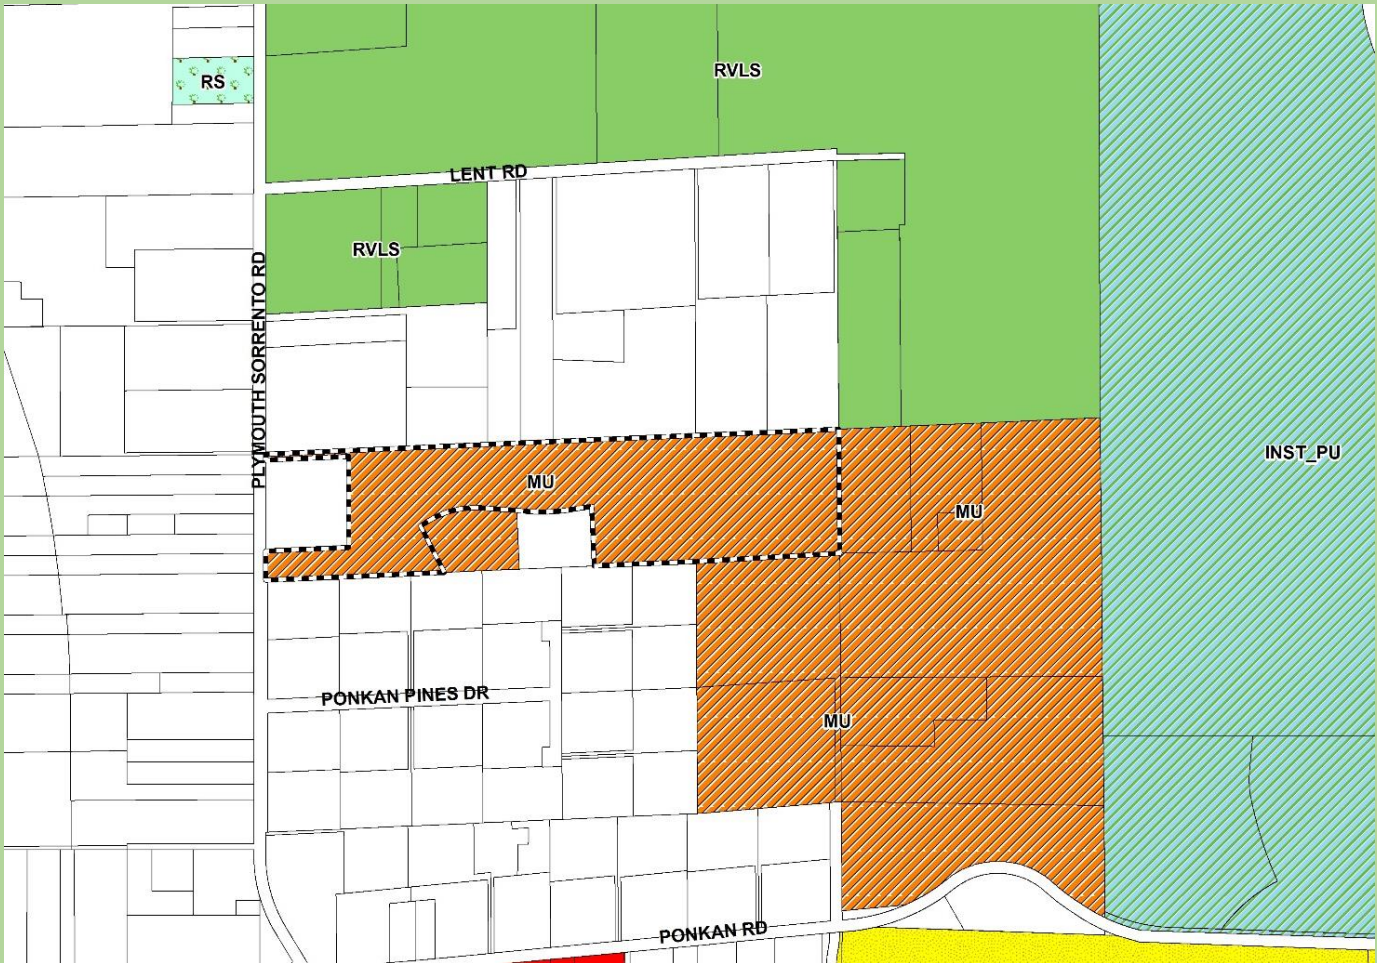 RVLS
RS
LENT RD
RVLS
PLYMOUTH SORRENTO RD
INST_PU
MU
MU
PONKAN PINES DR
MU
PONKAN RD